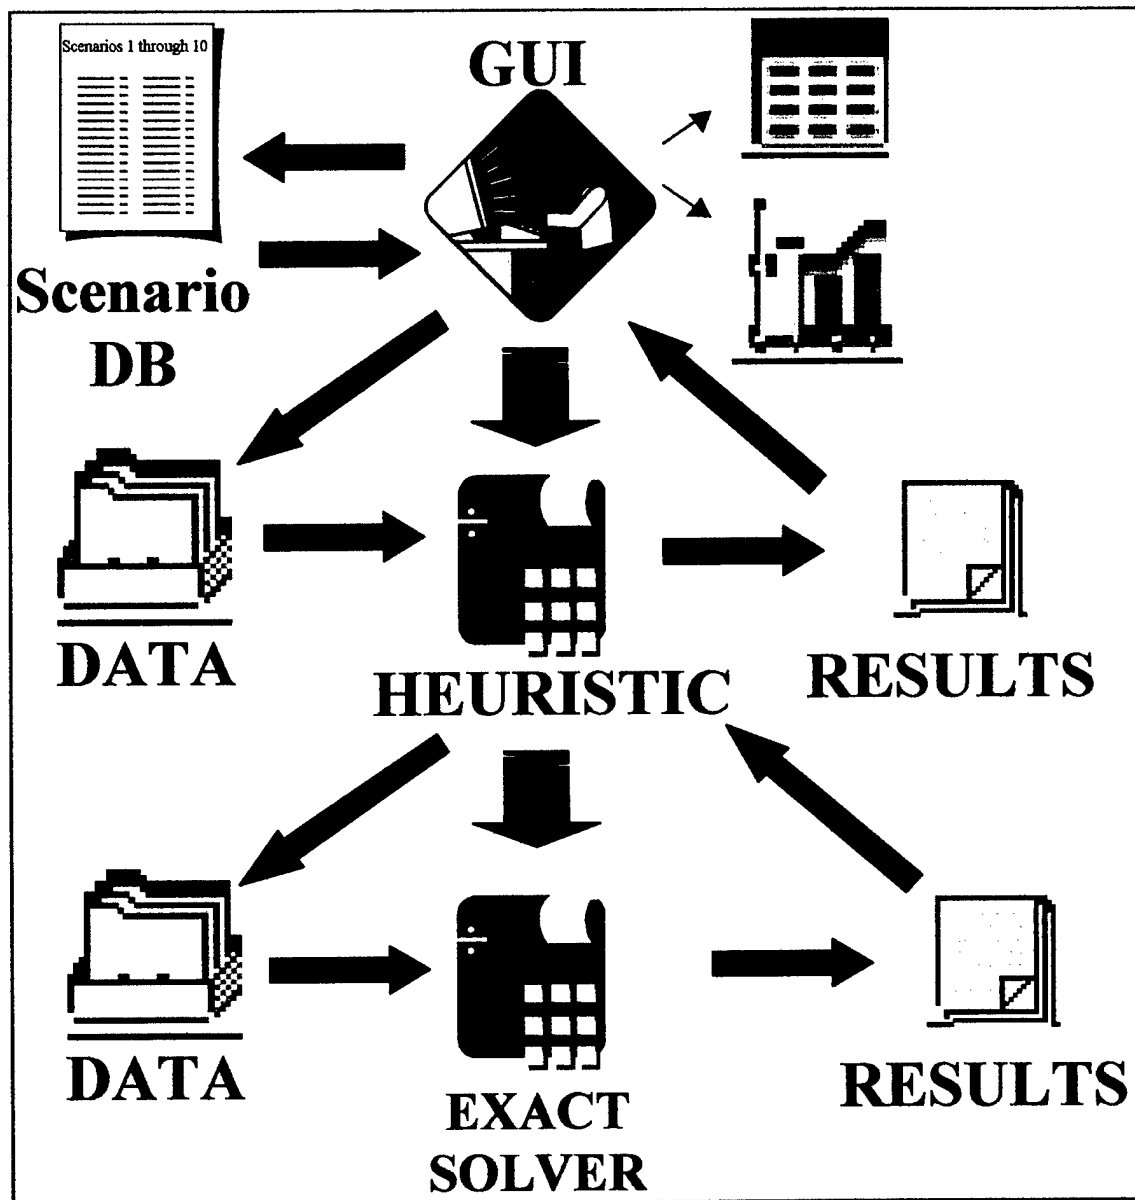 Scenarios 1 through 10
GUI
Scenario
DB
DATA
HEURISTIC
RESULTS
DATA
EXACT
SOLVER
RESULTS